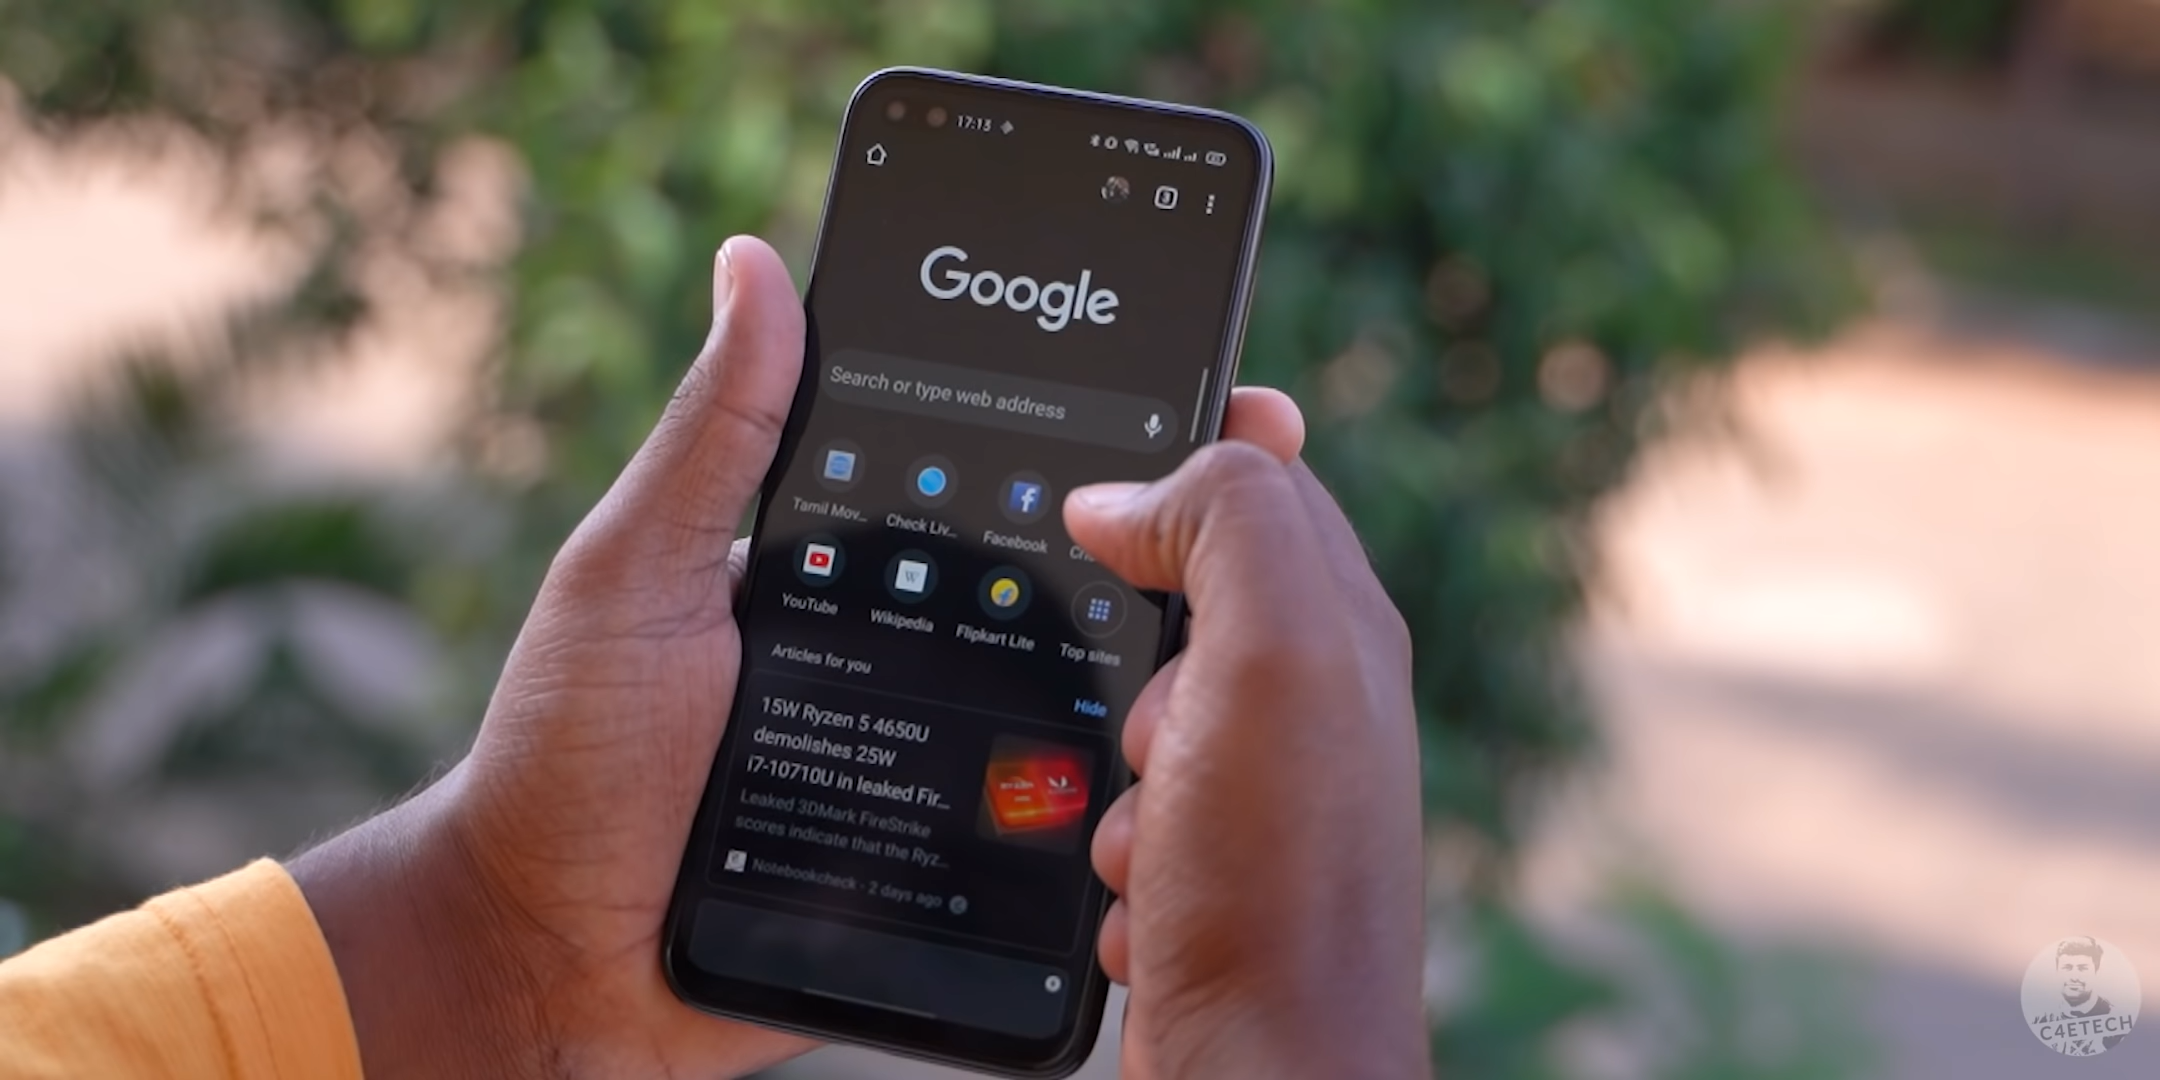 17:13
3
Google
Search or type web address
Tamil Mov...
Check Liv...
Facebook
YouTube
Wikipedia
Flipkart Lite
Top sites
Articles for you
Hide
15W Ryzen 5 4650U
demolishes 25W
i7-10710U in leaked Fir...
Leaked 3DMark FireStrike
scores indicate that the Ryz...
Notebookcheck - 2 days ago
C4ETECH